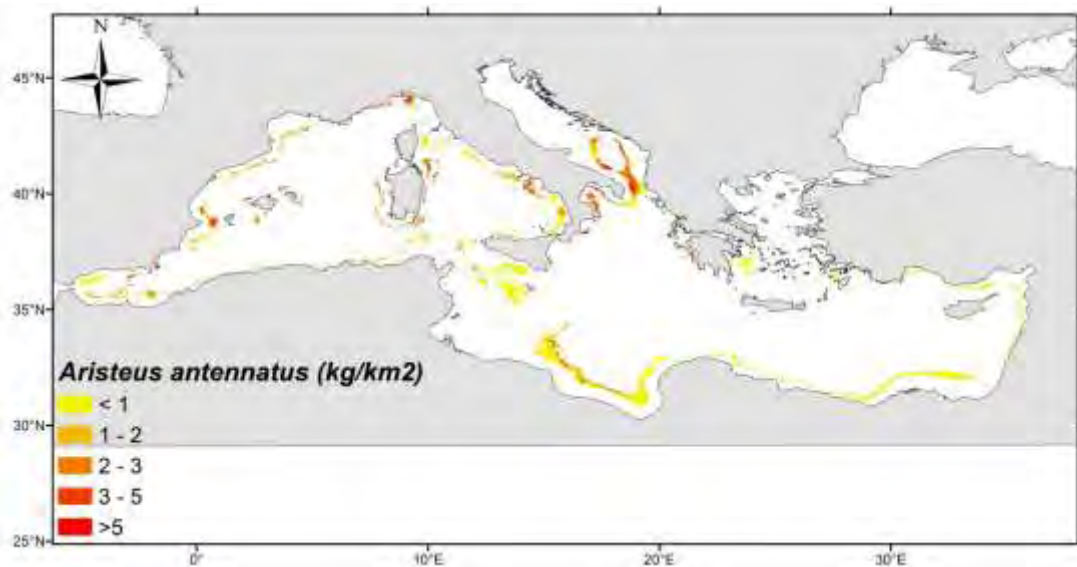 N
45°N
40°N
35°N
Aristeus antennatus (kg/km2)
< 1
1 - 2
30°N
2 - 3
3 - 5
>5
25°N
0°
10°E
20°E
30°E